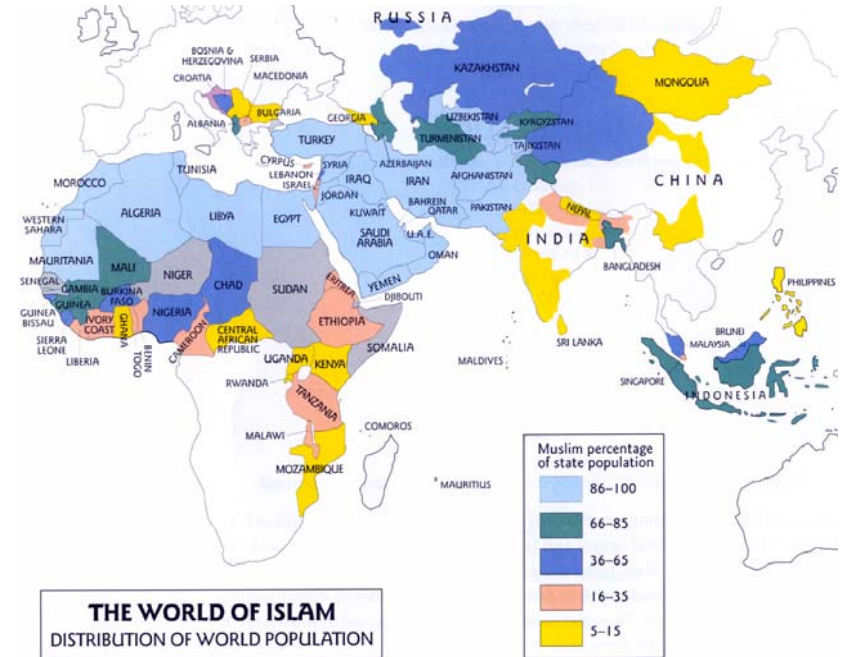 RUSSIA
BOSNIA &
HERZEGOVINA
SERBIA
CROATIA
MACEDONIA
BULGARIA
ALBANIA
GEORGIA
KAZAKHSTAN
MONGOLIA
UZBEKISTAN
KYRGYZSTAN
TURKEY
TURMENISTAN
TAJIKISTAN
TUNISIA
CYRPUS
SYRIA
AZERBAIJAN
LEBANON
ISRAEL
IRAQ
IRAN
AFGHANISTAN
CHINA
MOROCCO
JORDAN
ALGERIA
LIBYA
EGYPT
KUWAIT
BAHREIN
QATAR
PAKISTAN
NEPAL
WESTERN
SAHARA
SAUDI
ARABIA
U.A.E.
INDIA
OMAN
MAURITANIA
MALI
NIGER
CHAD
SUDAN
ERITREA
YEMEN
BANGLADESH
DJIBOUTI
SENEGAL
GAMBIA
BURKINA
FASO
GUINEA
PHILIPPINES
GUINEA
BISSAU
IVORY
COAST
GHANA
NIGERIA
ETHIOPIA
SIERRA
LEONE
LIBERIA
TOGO
BENIN
CAMEROON
CENTRAL
AFRICAN
REPUBLIC
SOMALIA
SRI LANKA
BRUNEI
MALAYSIA
MALDIVES
UGANDA
KENYA
RWANDA
SINGAPORE
INDONESIA
TANZANIA
MALAWI
COMOROS
MOZAMBIQUE
MAURITIUS
Muslim percentage
of state population
86–100
66–85
36–65
16–35
5–15
THE WORLD OF ISLAM
DISTRIBUTION OF WORLD POPULATION